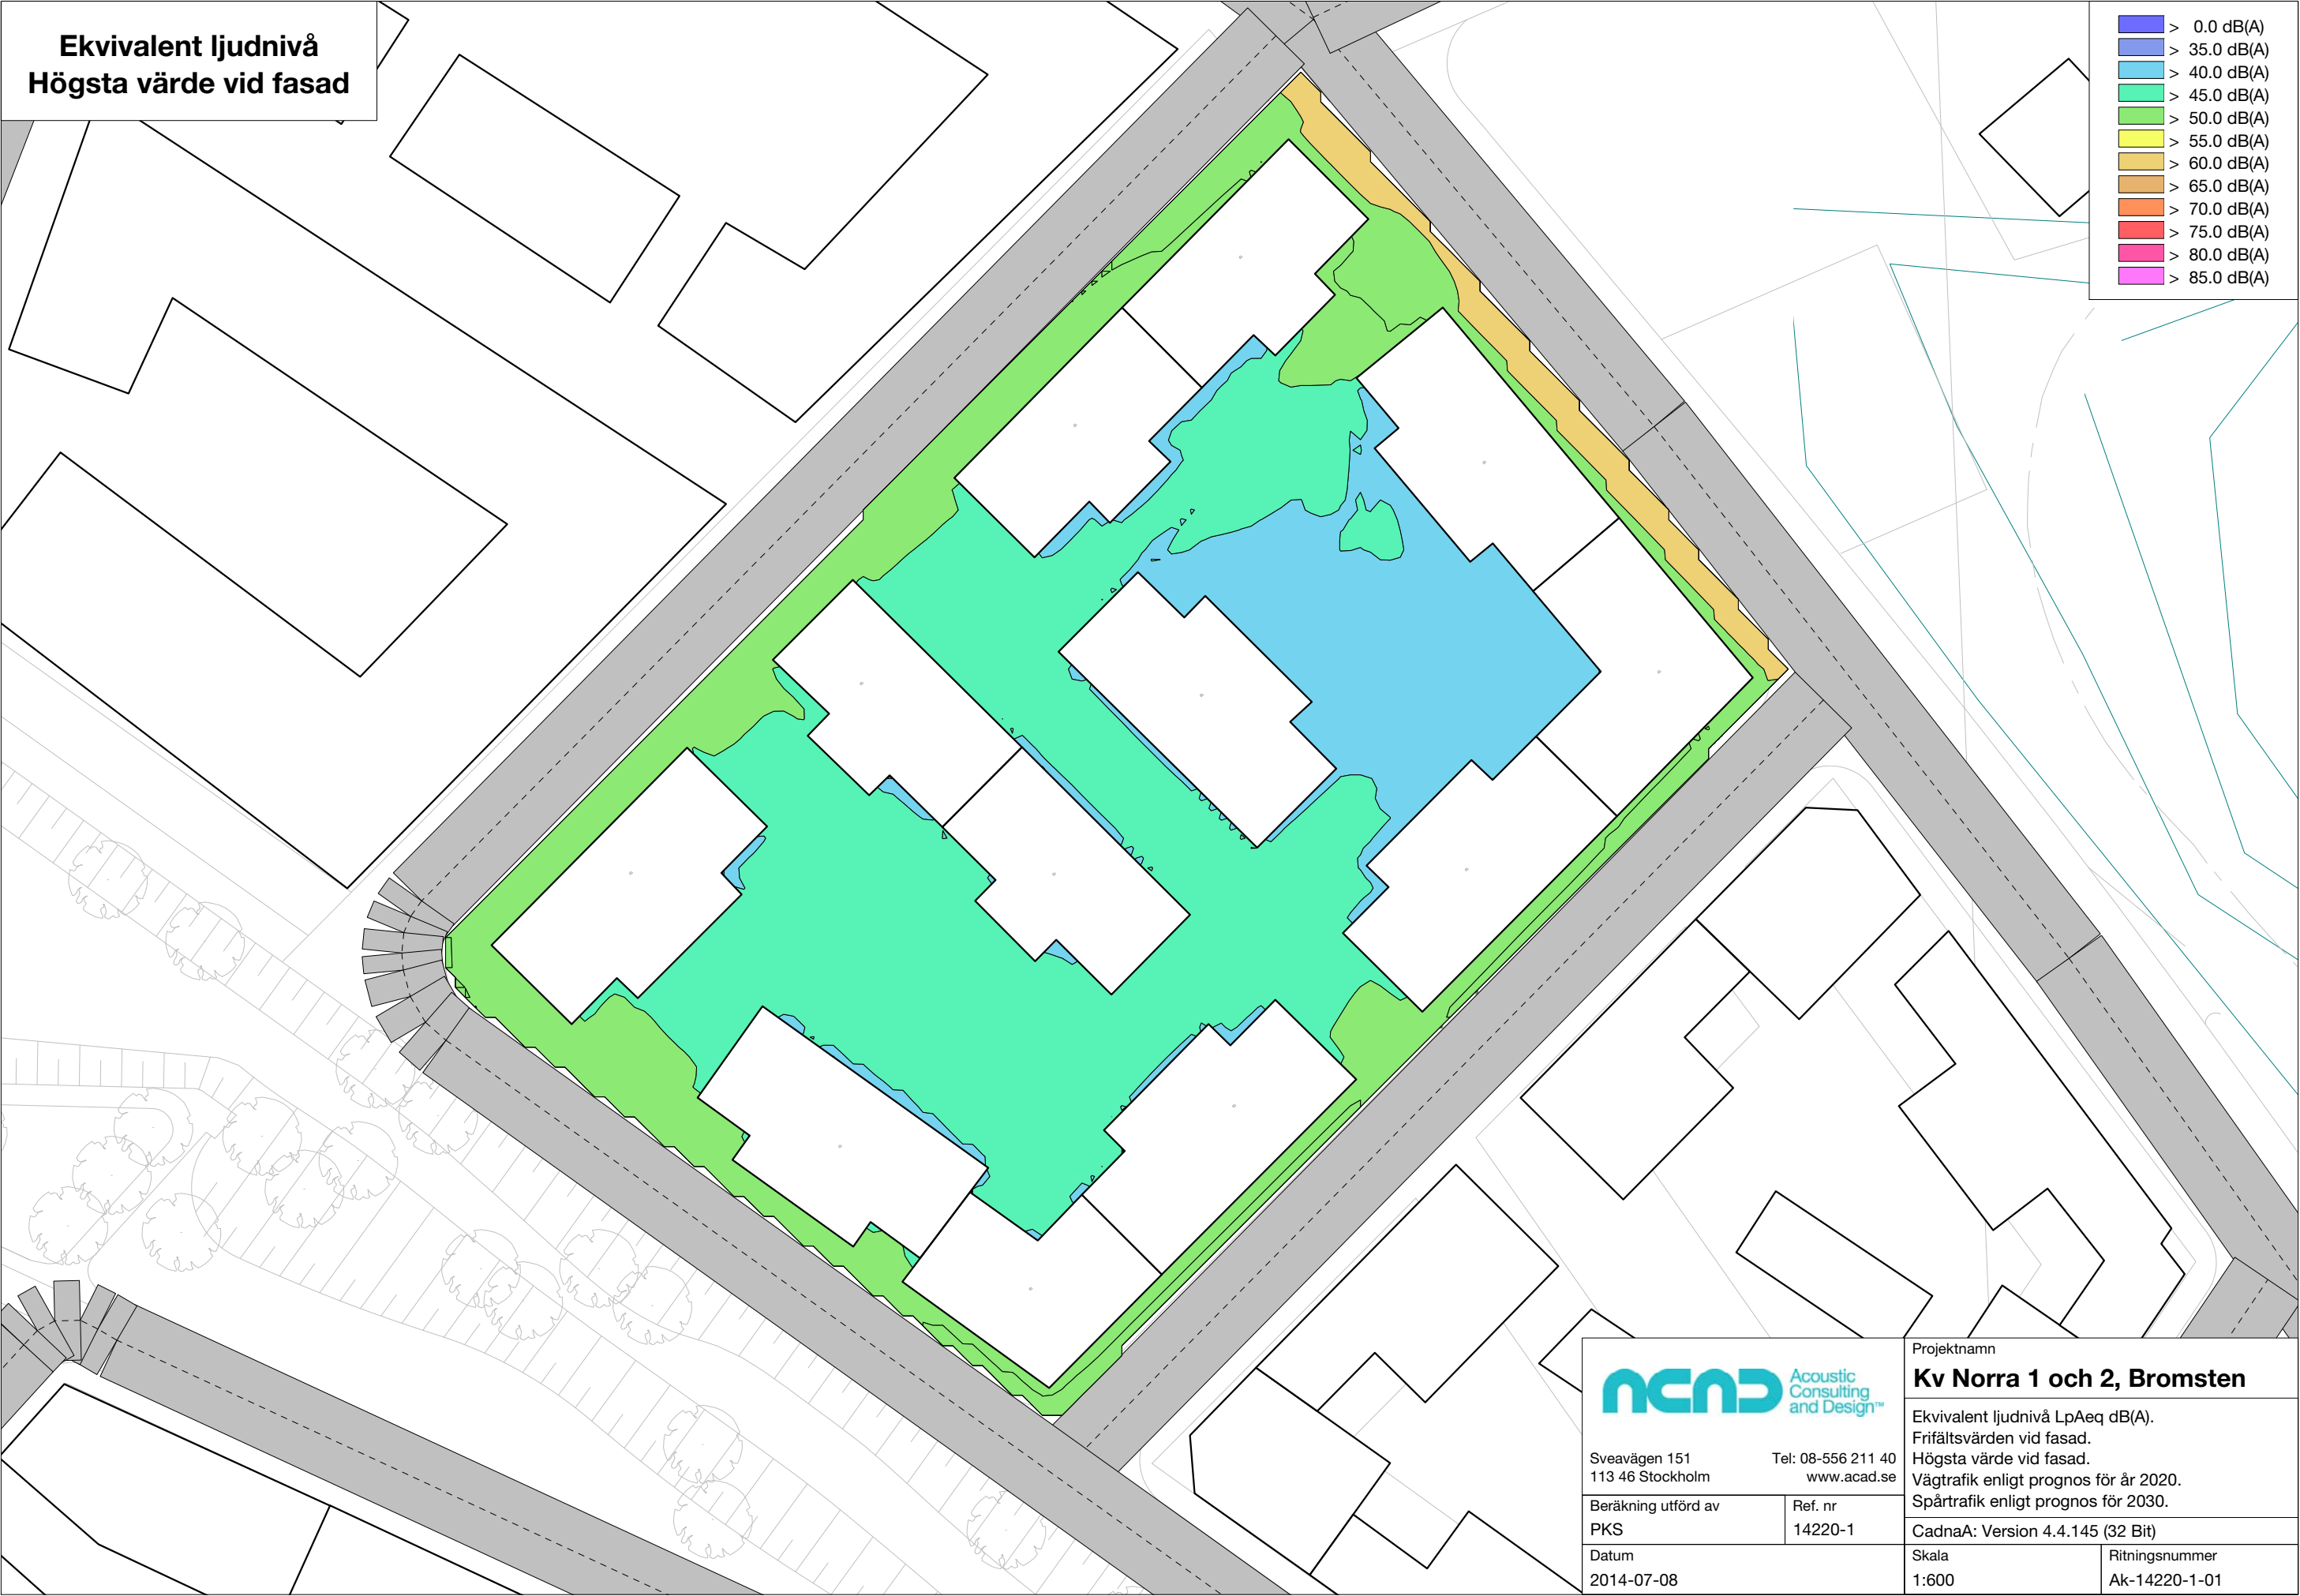 Ekvivalent ljudnivå
Högsta värde vid fasad
> 0.0 dB(A)
> 35.0 dB(A)
> 40.0 dB(A)
> 45.0 dB(A)
> 50.0 dB(A)
> 55.0 dB(A)
> 60.0 dB(A)
> 65.0 dB(A)
> 70.0 dB(A)
> 75.0 dB(A)
> 80.0 dB(A)
> 85.0 dB(A)
ACAD
Acoustic
Consulting
and Design™
Sveavägen 151 Tel: 08-556 211 40
113 46 Stockholm www.acad.se
Beräkning utförd av
PKS
Ref. nr
14220-1
Datum
2014-07-08
Projektnamn
Kv Norra 1 och 2, Bromsten
Ekvivalent ljudnivå LpAeq dB(A).
Frifältsvärden vid fasad.
Högsta värde vid fasad.
Vägtrafik enligt prognos för år 2020.
Spårtrafik enligt prognos för 2030.
CadnaA: Version 4.4.145 (32 Bit)
Skala
1:600
Ritningsnummer
Ak-14220-1-01